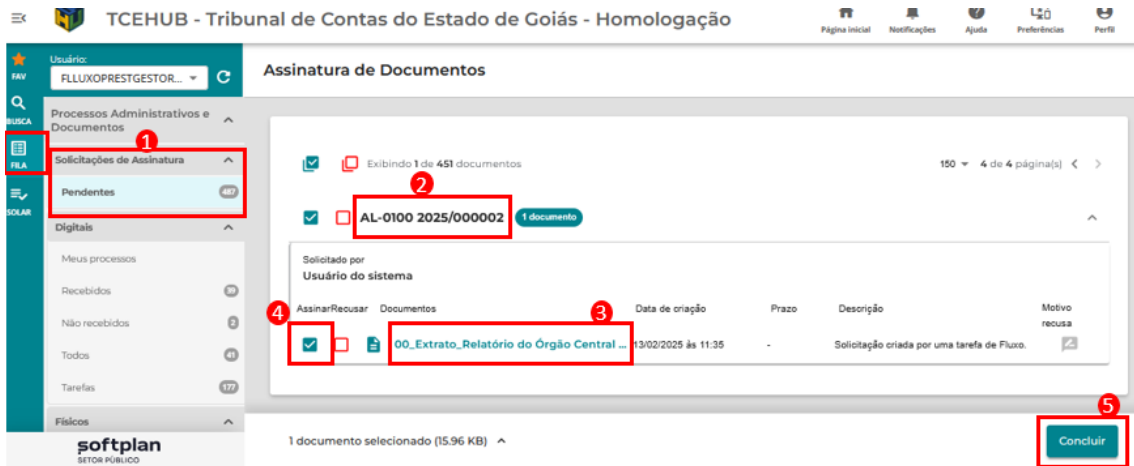 TCEHUB - Tribunal de Contas do Estado de Goiás - Homologação
Página inicial
Notificações
Ajuda
Preferências
Perfil
FAV
BUSCA
FILA
SOLAR
Usuário:
FLLUXOPRESTGESTOR...
Processos Administrativos e
Documentos
1
Solicitações de Assinatura
Pendentes 487
Digitais
Meus processos
Recebidos 39
Não recebidos 2
Todos 41
Tarefas 177
Físicos
softplan
SETOR PÚBLICO
Assinatura de Documentos
Exibindo 1 de 451 documentos
150
4 de 4 página(s)
2
AL-0100 2025/000002
1 documento
Solicitado por
Usuário do sistema
4
3
Assinar Recusar Documentos Data de criação Prazo Descrição Motivo
recusa
00_Extrato_Relatório do Órgão Central ... 13/02/2025 às 11:35 - Solicitação criada por uma tarefa de Fluxo.
5
1 documento selecionado (15.96 KB)
Concluir